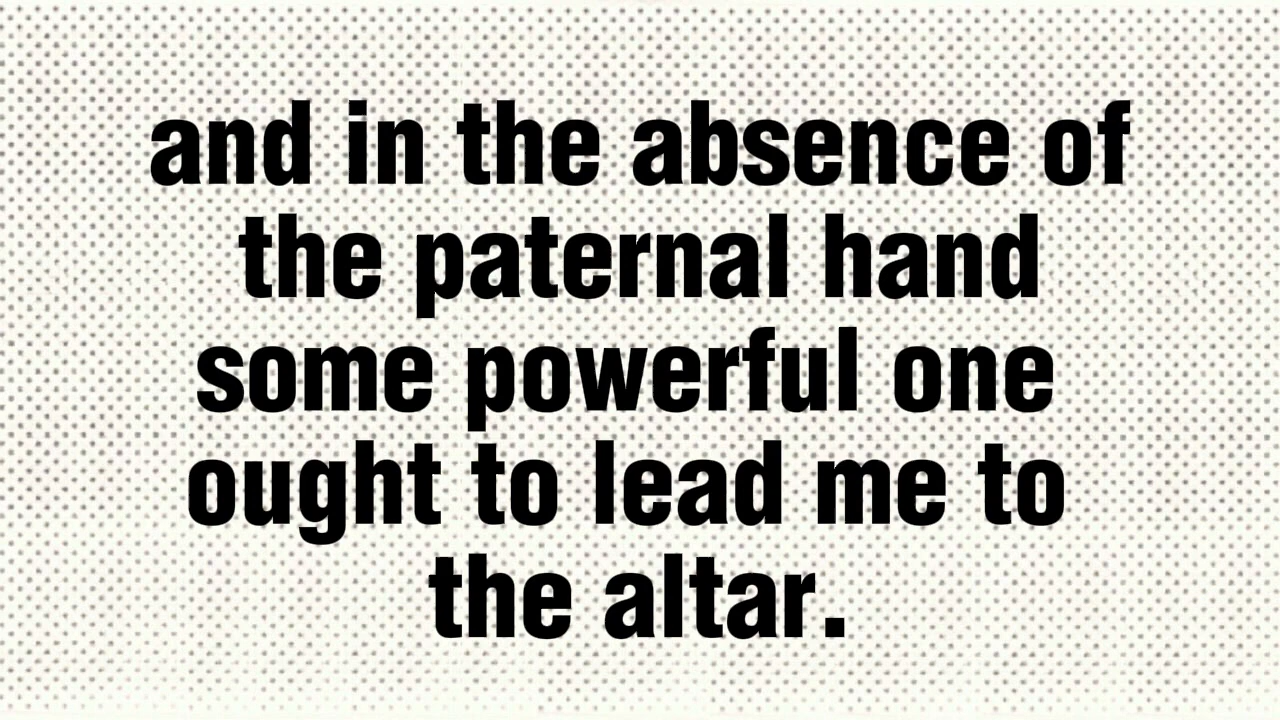 and in the absence of
the paternal hand
some powerful one
ought to lead me to
the altar.